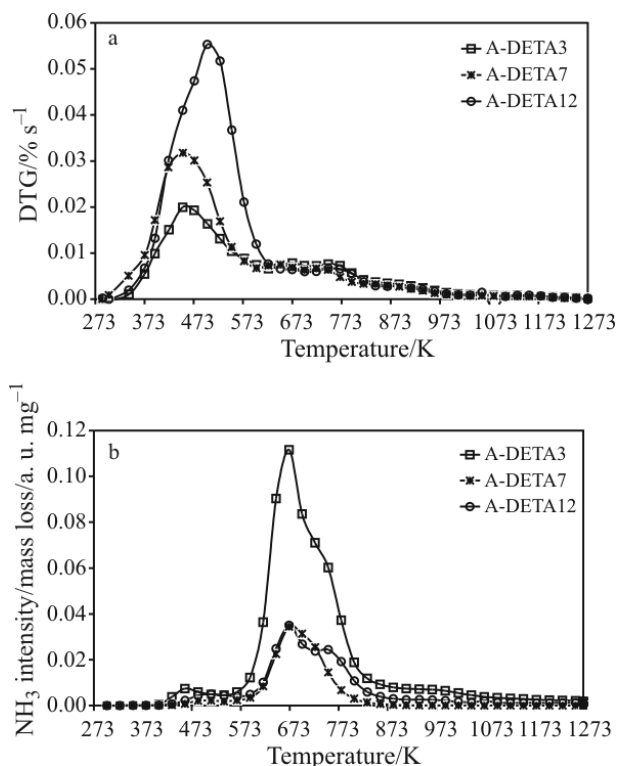 a
0.06
0.05
0.04
0.03
0.02
0.01
0.00
DTG/% s⁻¹
A-DETA3
A-DETA7
A-DETA12
273 373 473 573 673 773 873 973 1073 1173 1273
Temperature/K
b
0.12
0.10
0.08
0.06
0.04
0.02
0.00
NH₃ intensity/mass loss/a. u. mg⁻¹
A-DETA3
A-DETA7
A-DETA12
273 373 473 573 673 773 873 973 1073 1173 1273
Temperature/K